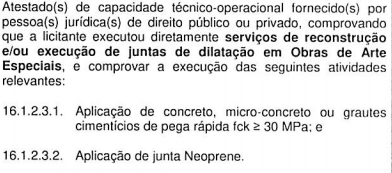 Atestado(s) de capacidade técnico-operacional fornecido(s) por
pessoa(s) jurídica(s) de direito público ou privado, comprovando
que a licitante executou diretamente serviços de reconstrução
e/ou execução de juntas de dilatação em Obras de Arte
Especiais, e comprovar a execução das seguintes atividades
relevantes:
16.1.2.3.1. Aplicação de concreto, micro-concreto ou grautes
cimentícios de pega rápida fck ≥ 30 MPa; e
16.1.2.3.2. Aplicação de junta Neoprene.